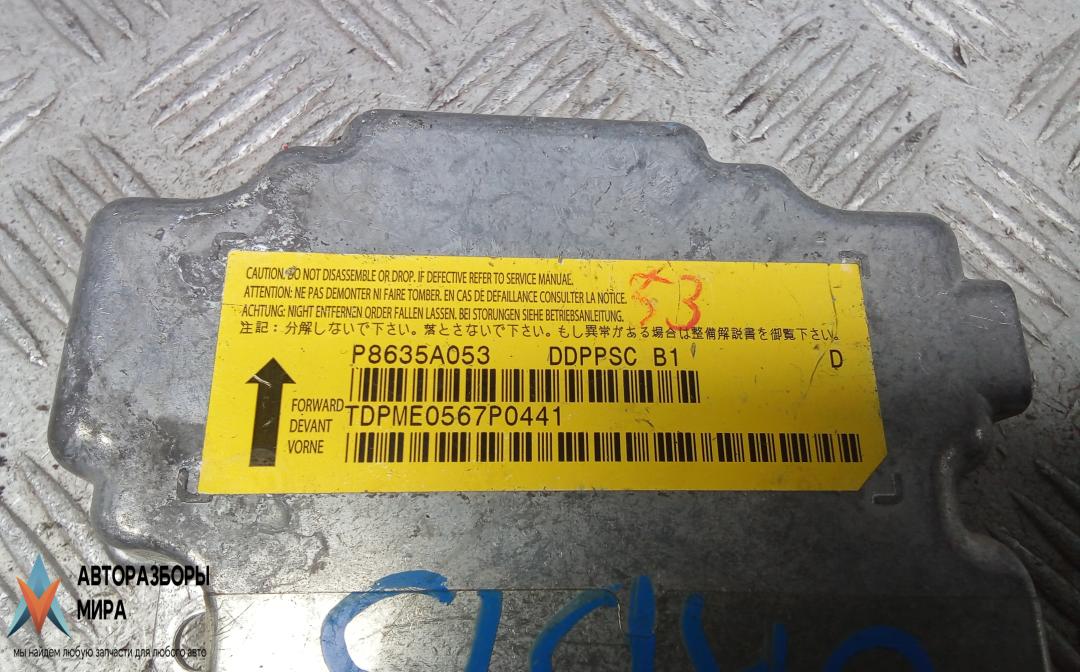 CAUTION: DO NOT DISASSEMBLE OR DROP. IF DEFECTIVE REFER TO SERVICE MANUAE.
ATTENTION: NE PAS DEMONTER NI FAIRE TOMBER. EN CAS DE DEFAILLANCE CONSULTER LA NOTICE.
ACHTUNG: NIGHT ENTFERNEN ORDER FALLEN LASSEN. BEI STORUNGEN SIEHE BETRIEBSANLEITUNG.
注記: 分解しないで下さい。落とさないで下さい。もし異常がある場合は整備解説書を御覧下さい。
53
P8635A053 DDPPSC B1 D
FORWARD TDPME0567P0441
DEVANT
VORNE
АВТОРАЗБОРЫ
МИРА
мы найдем любую запчасти для любого авто